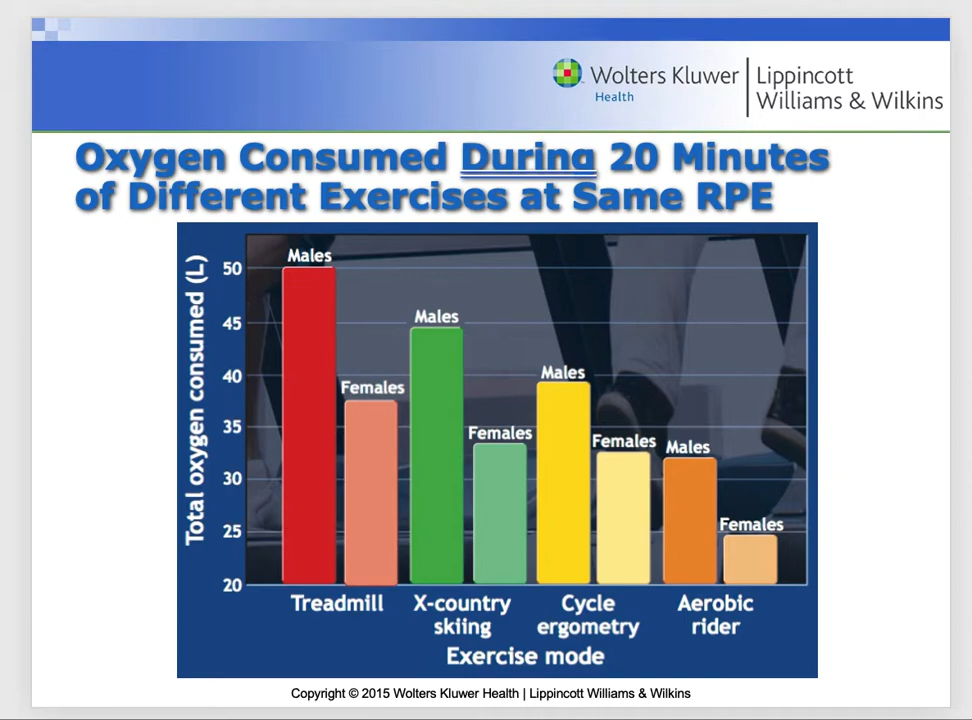 Wolters Kluwer
Health
Lippincott
Williams & Wilkins
Oxygen Consumed During 20 Minutes
of Different Exercises at Same RPE
Total oxygen consumed (L)
50
45
40
35
30
25
20
Males
Females
Males
Females
Males
Females
Males
Females
Treadmill
X-country
skiing
Cycle
ergometry
Aerobic
rider
Exercise mode
Copyright © 2015 Wolters Kluwer Health | Lippincott Williams & Wilkins